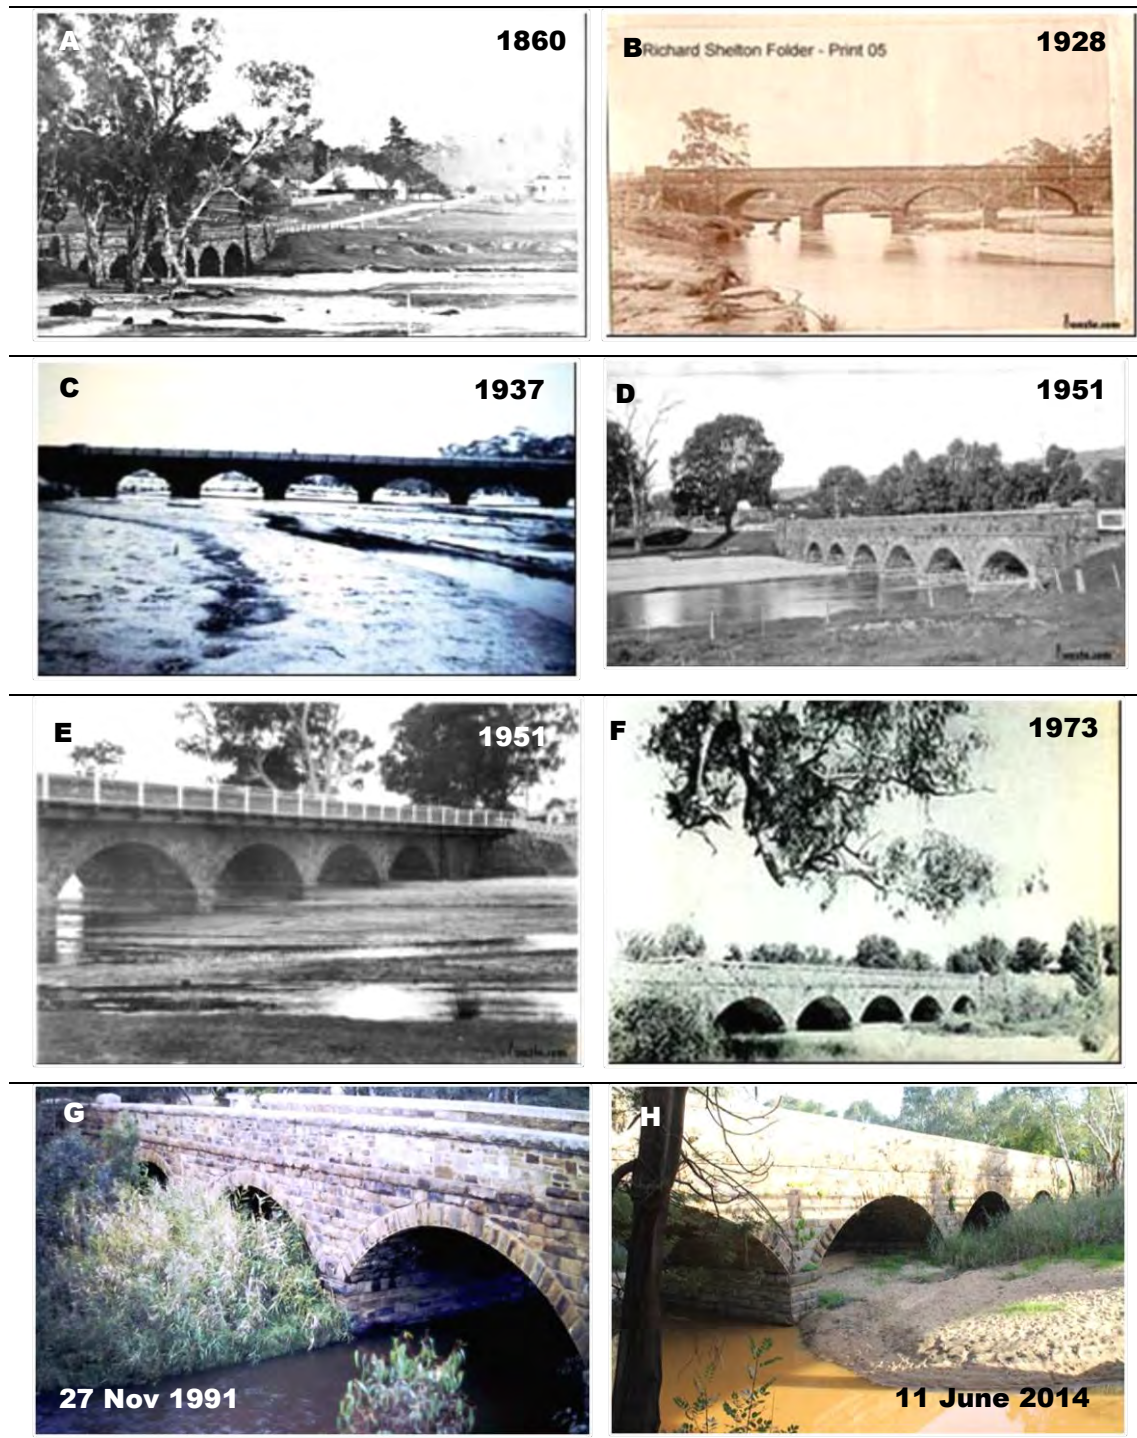 A
1860
B Richard Shelton Folder - Print 05
1928
C
1937
D
1951
E
1951
F
1973
G
27 Nov 1991
H
11 June 2014